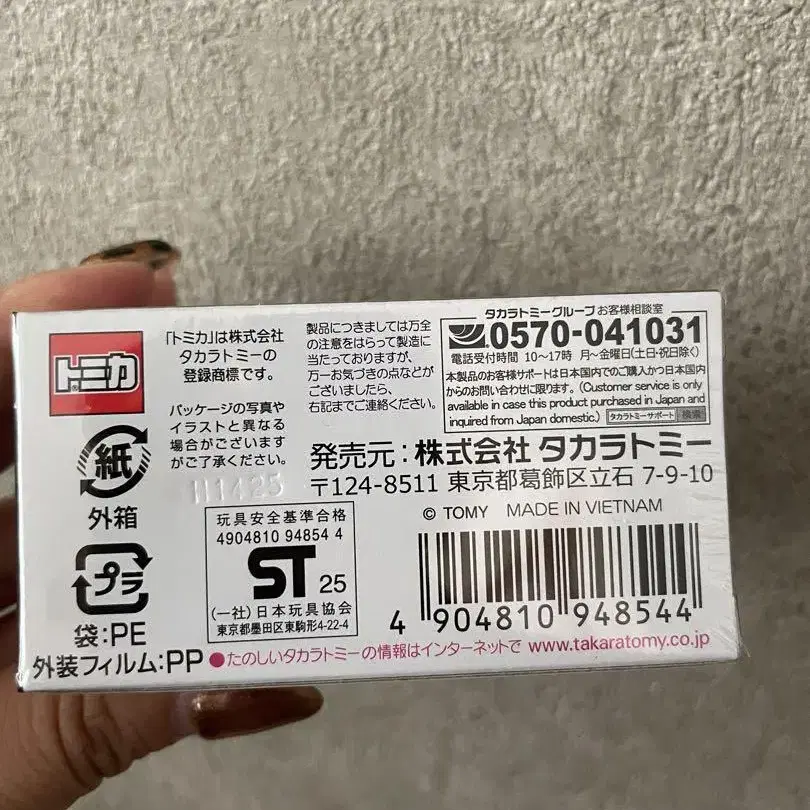 トミカ®
「トミカ」は株式会社
タカラトミーの
登録商標です。
パッケージの写真や
イラストと異なる
場合がございます
がご了承ください。
111425
製品につきましては万全
の注意をはらって製造に
当たっておりますが、
万一お気づきの点などが
ございましたら、
右記までご連絡ください。
タカラトミーグループ お客様相談室
0570-041031
電話受付時間 10〜17時 月〜金曜日(土日・祝日除く)
本製品のお客様サポートは日本国内でのご購入かつ日本国内
からのお問い合わせに限ります。(Customer service is only
available in case this product purchased in Japan and
inquired from Japan domestic.) タカラトミーサポート 検索
発売元:株式会社 タカラトミー
〒124-8511 東京都葛飾区立石 7-9-10
© TOMY MADE IN VIETNAM
紙
外箱
プラ
袋:PE
外装フィルム:PP
玩具安全基準合格
4904810 94854 4
ST 25
(一社)日本玩具協会
東京都墨田区東駒形4-22-4
4 904810 948544
●たのしいタカラトミーの情報はインターネットで www.takaratomy.co.jp